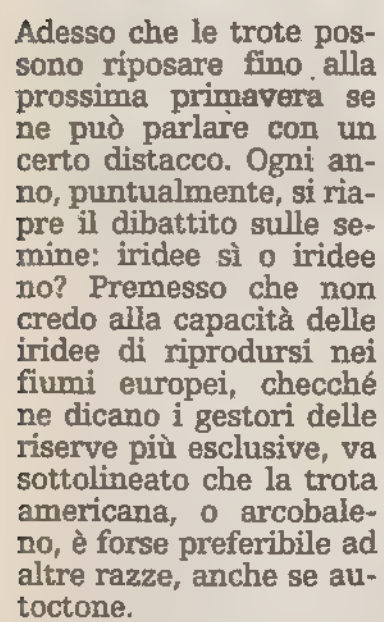 Adesso che le trote pos-
sono riposare fino alla
prossima primavera se
ne può parlare con un
certo distacco. Ogni an-
no, puntualmente, si ria-
pre il dibattito sulle se-
mine: iridee sì o iridee
no? Premesso che non
credo alla capacità delle
iridee di riprodursi nei
fiumi europei, checché
ne dicano i gestori delle
riserve più esclusive, va
sottolineato che la trota
americana, o arcobale-
no, è forse preferibile ad
altre razze, anche se au-
toctone.